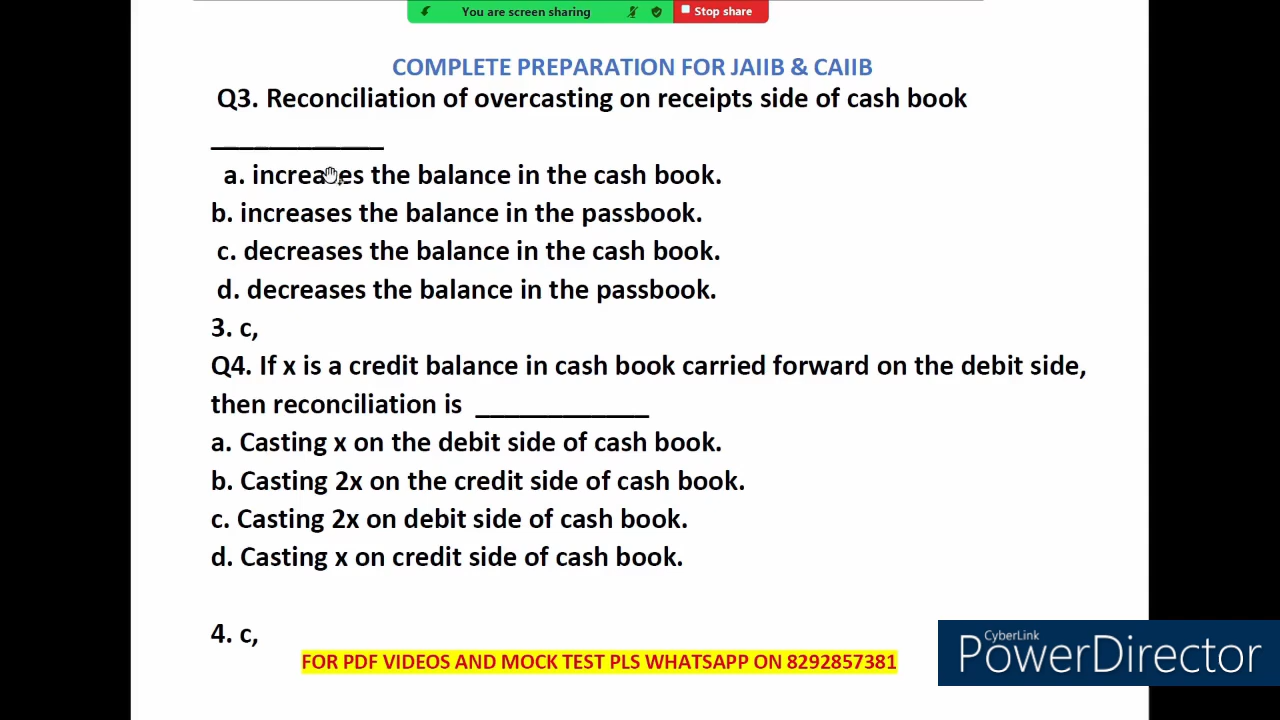 You are screen sharing Stop share
COMPLETE PREPARATION FOR JAIIB & CAIIB
Q3. Reconciliation of overcasting on receipts side of cash book
____________
a. increases the balance in the cash book.
b. increases the balance in the passbook.
c. decreases the balance in the cash book.
d. decreases the balance in the passbook.
3. c,
Q4. If x is a credit balance in cash book carried forward on the debit side,
then reconciliation is ____________
a. Casting x on the debit side of cash book.
b. Casting 2x on the credit side of cash book.
c. Casting 2x on debit side of cash book.
d. Casting x on credit side of cash book.
4. c,
FOR PDF VIDEOS AND MOCK TEST PLS WHATSAPP ON 8292857381
CyberLink
PowerDirector